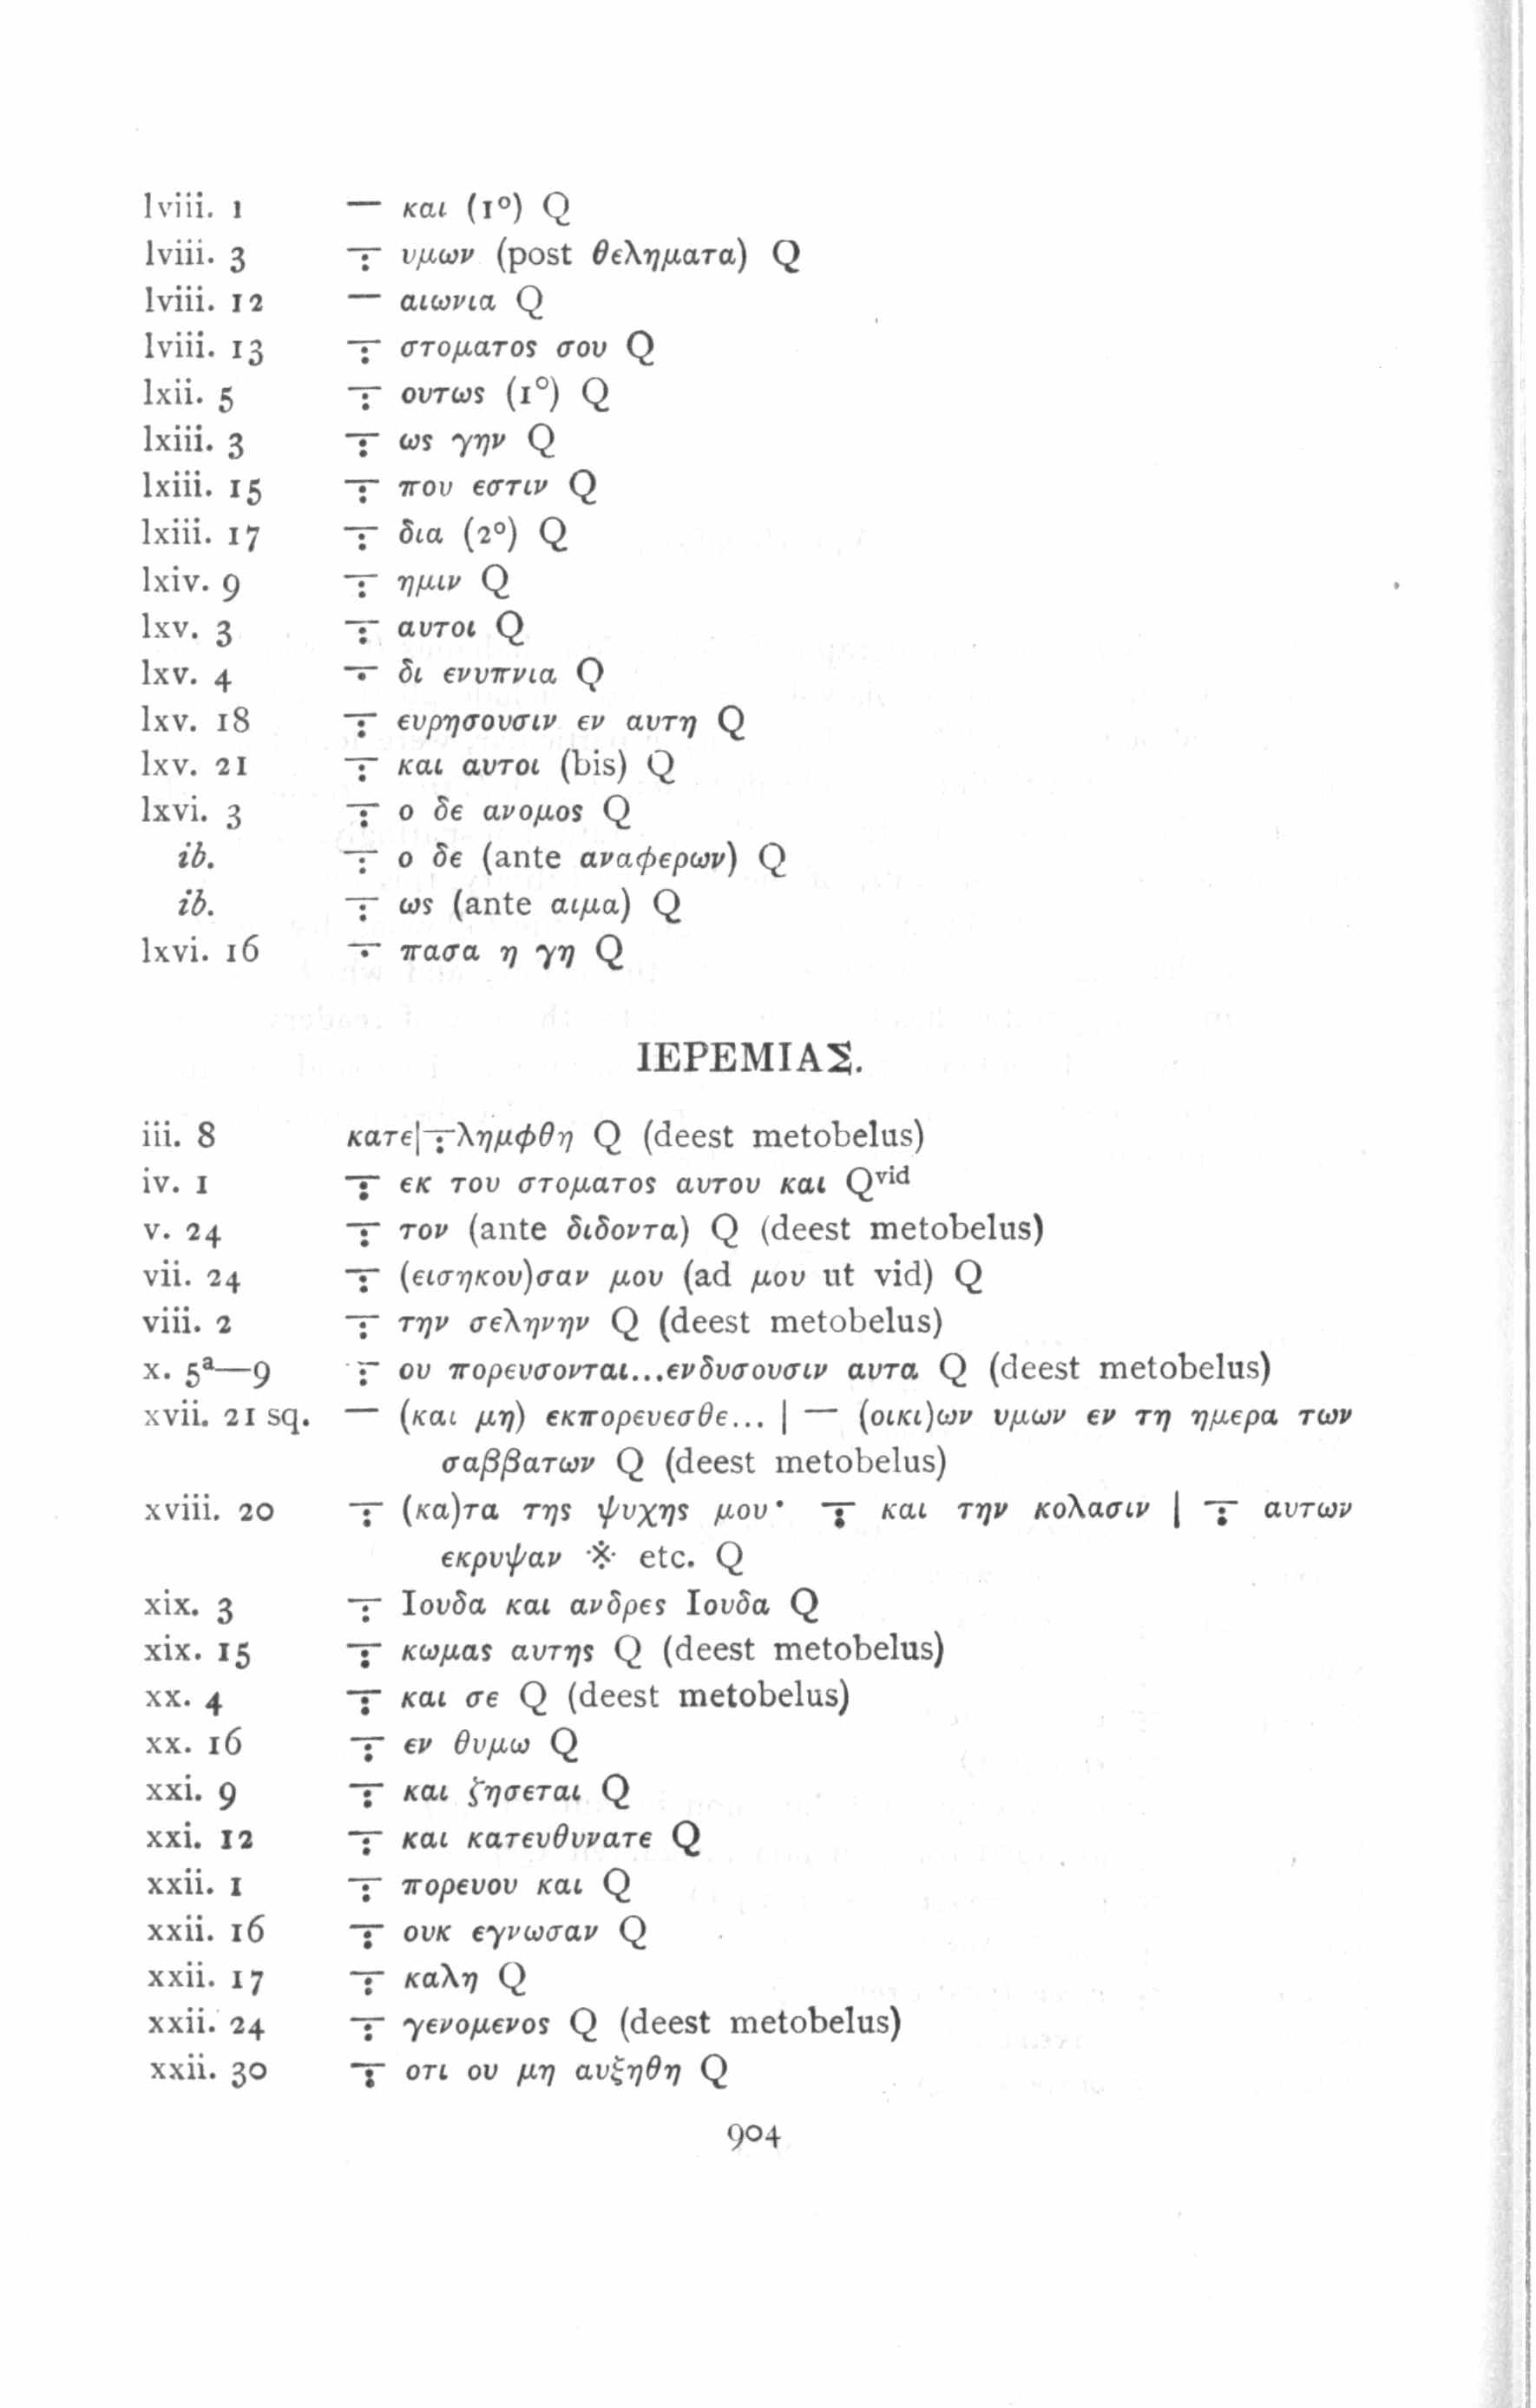 lviii. 1 — και (1º) Q
lviii. 3 ⨪ υμων (post θεληματα) Q
lviii. 12 — αιωνια Q
lviii. 13 ⨪ στοματος σου Q
lxii. 5 ⨪ ουτως (1º) Q
lxiii. 3 ⨪ ως γην Q
lxiii. 15 ⨪ που εστιν Q
lxiii. 17 ⨪ δια (2º) Q
lxiv. 9 ⨪ ημιν Q
lxv. 3 ⨪ αυτοι Q
lxv. 4 ⨪ δι ενυπνια Q
lxv. 18 ⨪ ευρησουσιν εν αυτη Q
lxv. 21 ⨪ και αυτοι (bis) Q
lxvi. 3 ⨪ ο δε ανομος Q
ib. ⨪ ο δε (ante αναφερων) Q
ib. ⨪ ως (ante αιμα) Q
lxvi. 16 ⨪ πασα η γη Q
ΙΕΡΕΜΙΑΣ.
iii. 8 κατε|⨪λημφθη Q (deest metobelus)
iv. 1 ⨪ εκ του στοματος αυτου και Qvid
v. 24 ⨪ τον (ante διδοντα) Q (deest metobelus)
vii. 24 ⨪ (εισηκου)σαν μου (ad μου ut vid) Q
viii. 2 ⨪ την σεληνην Q (deest metobelus)
x. 5ª—9 ⨪ ου πορευσονται...ενδυσουσιν αυτα Q (deest metobelus)
xvii. 21 sq. — (και μη) εκπορευεσθε... | — (οικι)ων υμων εν τη ημερα των
σαββατων Q (deest metobelus)
xviii. 20 ⨪ (κα)τα της ψυχης μου· ⨪ και την κολασιν | ⨪ αυτων
εκρυψαν ※ etc. Q
xix. 3 ⨪ Ιουδα και ανδρες Ιουδα Q
xix. 15 ⨪ κωμας αυτης Q (deest metobelus)
xx. 4 ⨪ και σε Q (deest metobelus)
xx. 16 ⨪ εν θυμω Q
xxi. 9 ⨪ και ζησεται Q
xxi. 12 ⨪ και κατευθυνατε Q
xxii. 1 ⨪ πορευου και Q
xxii. 16 ⨪ ουκ εγνωσαν Q
xxii. 17 ⨪ καλη Q
xxii. 24 ⨪ γενομενος Q (deest metobelus)
xxii. 30 ⨪ οτι ου μη αυξηθη Q
904